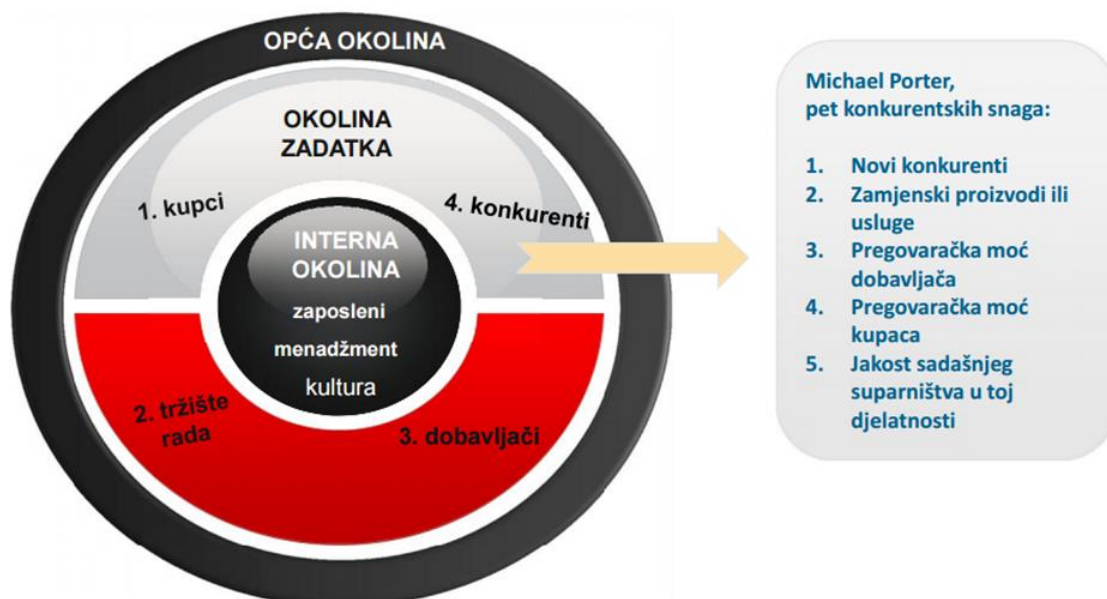 OPĆA OKOLINA
OKOLINA
ZADATKA
1. kupci
4. konkurenti
INTERNA
OKOLINA
zaposleni
menadžment
kultura
2. tržište
rada
3. dobavljači
Michael Porter,
pet konkurentskih snaga:
1. Novi konkurenti
2. Zamjenski proizvodi ili
usluge
3. Pregovaračka moć
dobavljača
4. Pregovaračka moć
kupaca
5. Jakost sadašnjeg
suparništva u toj
djelatnosti